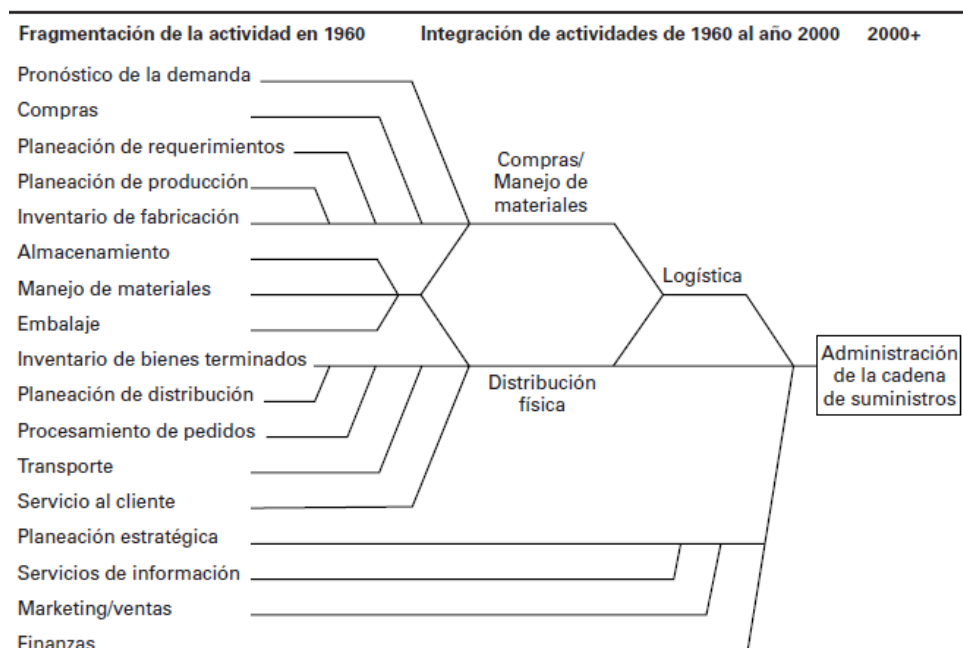 Fragmentación de la actividad en 1960 Integración de actividades de 1960 al año 2000 2000+
Pronóstico de la demanda
Compras
Planeación de requerimientos
Planeación de producción
Inventario de fabricación
Almacenamiento
Manejo de materiales
Embalaje
Inventario de bienes terminados
Planeación de distribución
Procesamiento de pedidos
Transporte
Servicio al cliente
Planeación estratégica
Servicios de información
Marketing/ventas
Finanzas
Compras/
Manejo de
materiales
Distribución
física
Logística
Administración
de la cadena
de suministros